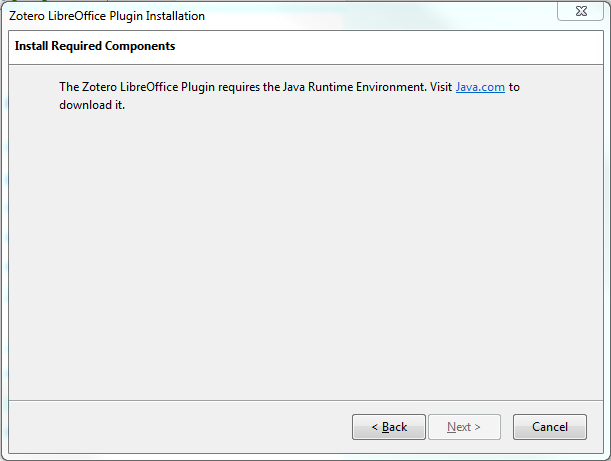 Zotero LibreOffice Plugin Installation
Install Required Components
The Zotero LibreOffice Plugin requires the Java Runtime Environment. Visit Java.com to
download it.
< Back Next > Cancel